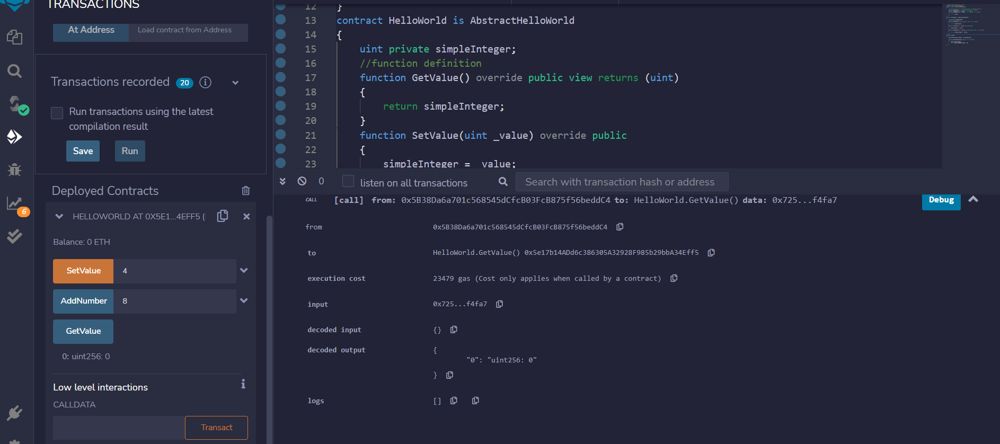 TRANSACTIONS
At Address
Load contract from Address
Transactions recorded 20
Run transactions using the latest
compilation result
Save
Run
Deployed Contracts
HELLOWORLD AT 0X5E1...4EFF5 (
Balance: 0 ETH
SetValue
4
AddNumber
8
GetValue
0: uint256: 0
Low level interactions
CALLDATA
Transact
6
12 }
13 contract HelloWorld is AbstractHelloWorld
14 {
15 uint private simpleInteger;
16 //function definition
17 function GetValue() override public view returns (uint)
18 {
19 return simpleInteger;
20 }
21 function SetValue(uint _value) override public
22 {
23 simpleInteger = _value;
0
listen on all transactions
Search with transaction hash or address
CALL [call] from: 0x5B38Da6a701c568545dCfcB03FcB875f56beddC4 to: HelloWorld.GetValue() data: 0x725...f4fa7
Debug
from 0x5B38Da6a701c568545dCfcB03FcB875f56beddC4
to HelloWorld.GetValue() 0x5e17b14ADd6c386305A32928F985b29bbA34Eff5
execution cost 23479 gas (Cost only applies when called by a contract)
input 0x725...f4fa7
decoded input {}
decoded output {
"0": "uint256: 0"
}
logs []